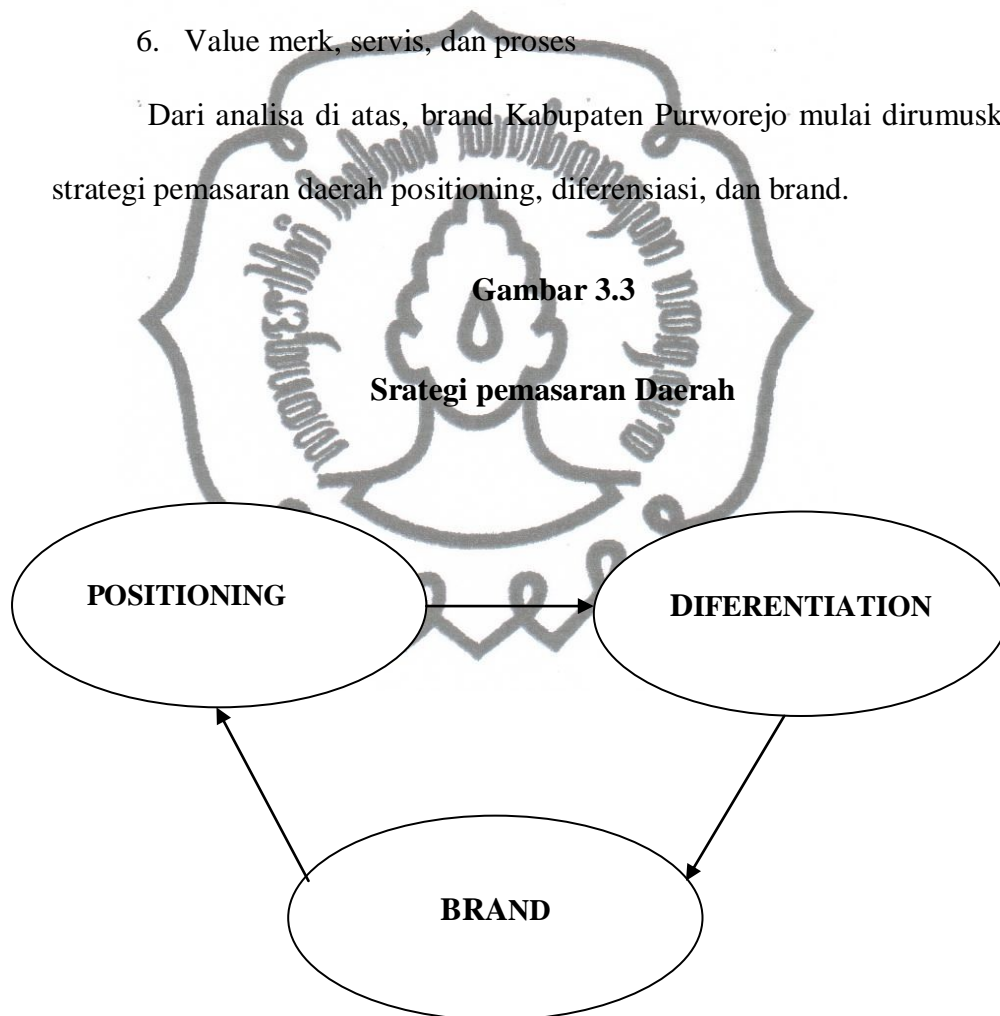 6. Value merk, servis, dan proses
Dari analisa di atas, brand Kabupaten Purworejo mulai dirumusk
strategi pemasaran daerah positioning, diferensiasi, dan brand.
Gambar 3.3
Srategi pemasaran Daerah
POSITIONING
DIFERENTIATION
BRAND